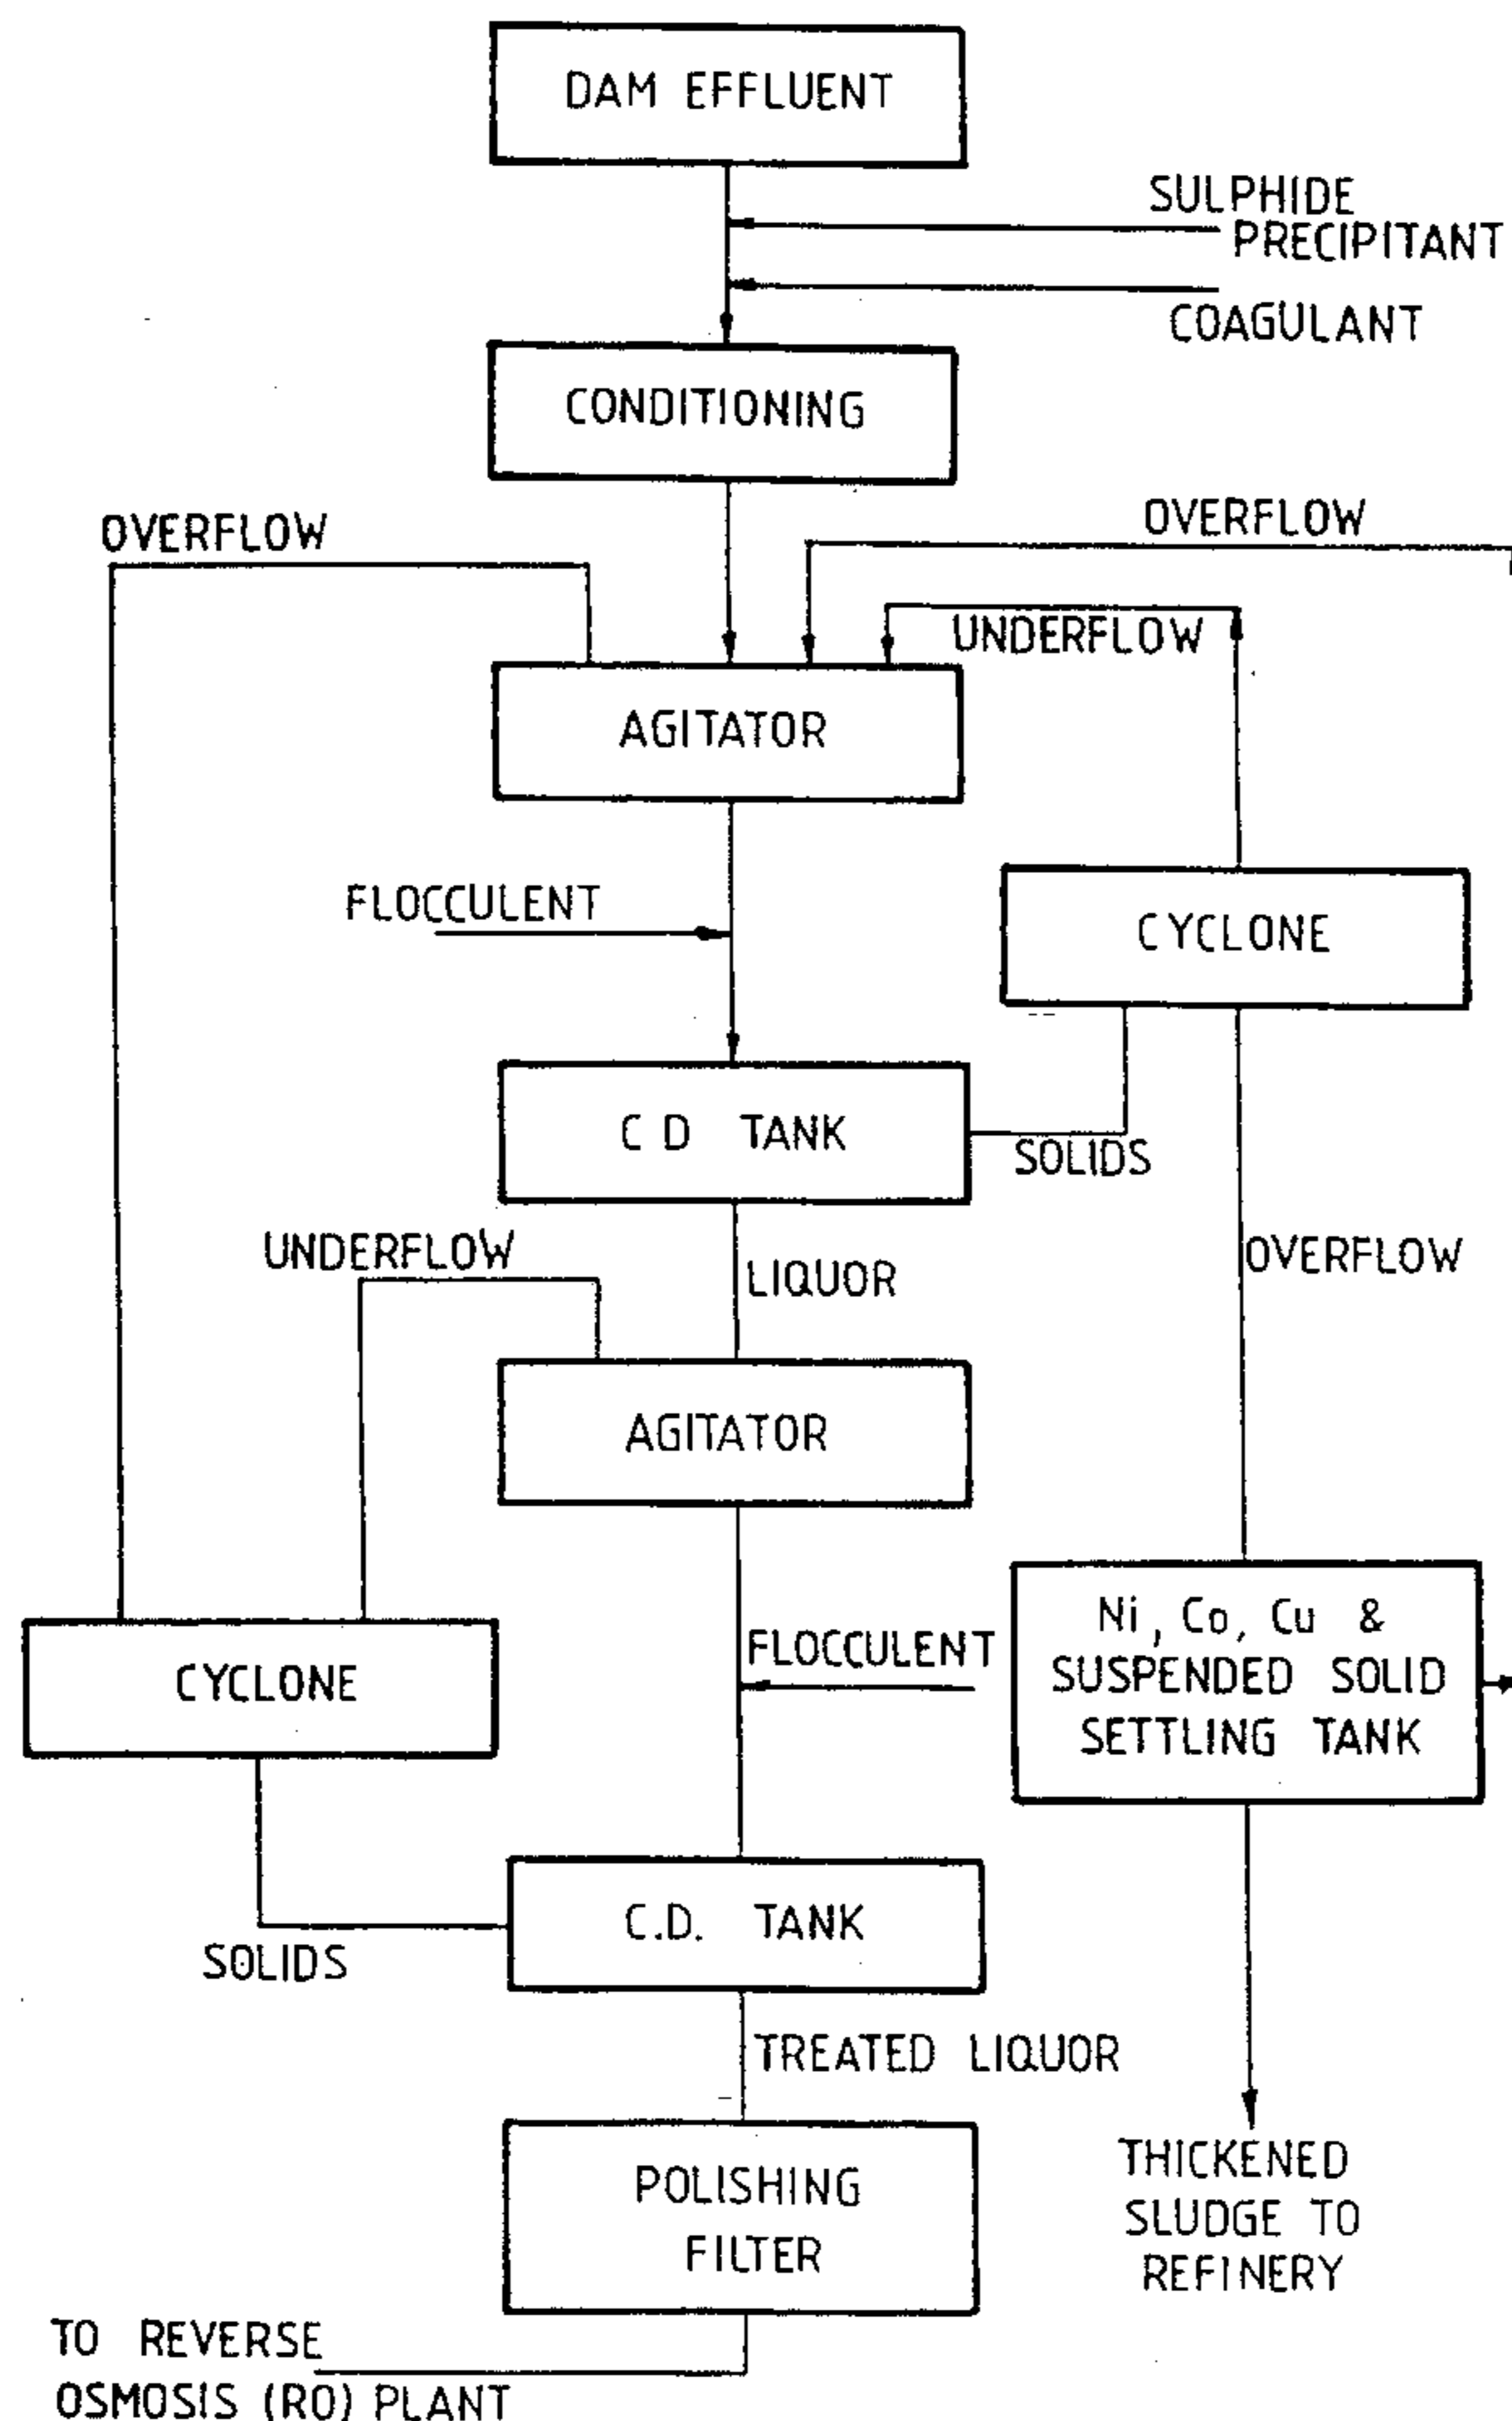 DAM EFFLUENT
SULPHIDE
PRECIPITANT
COAGULANT
CONDITIONING
OVERFLOW
OVERFLOW
UNDERFLOW
AGITATOR
FLOCCULENT
CYCLONE
C D TANK
SOLIDS
UNDERFLOW
LIQUOR
OVERFLOW
AGITATOR
Ni, Co, Cu &
SUSPENDED SOLID
SETTLING TANK
FLOCCULENT
CYCLONE
C.D. TANK
SOLIDS
TREATED LIQUOR
POLISHING
FILTER
THICKENED
SLUDGE TO
REFINERY
TO REVERSE
OSMOSIS (RO) PLANT